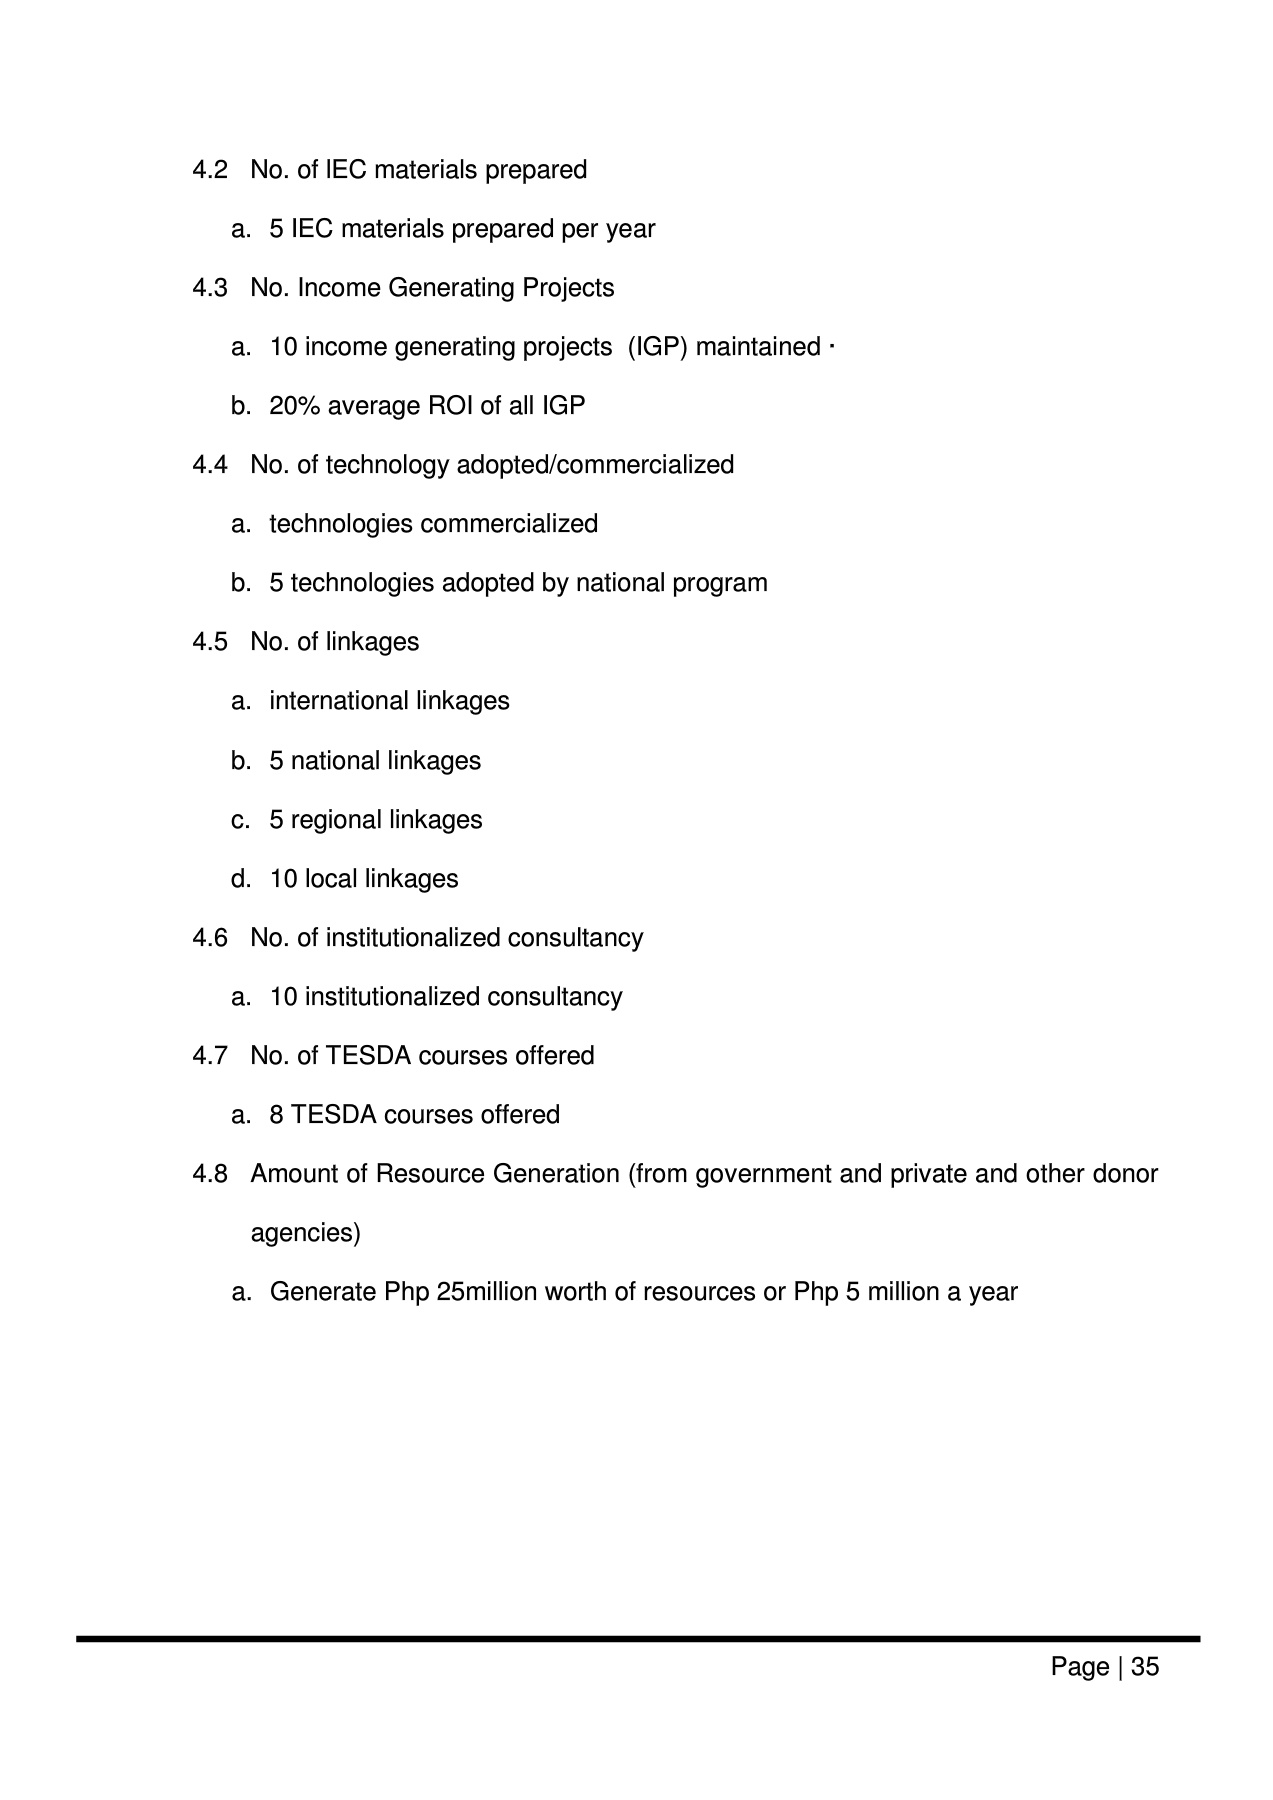 4.2 No. of IEC materials prepared
a. 5 IEC materials prepared per year
4.3 No. Income Generating Projects
a. 10 income generating projects  (IGP) maintained ·
b. 20% average ROI of all IGP
4.4 No. of technology adopted/commercialized
a. technologies commercialized
b. 5 technologies adopted by national program
4.5 No. of linkages
a. international linkages
b. 5 national linkages
c. 5 regional linkages
d. 10 local linkages
4.6 No. of institutionalized consultancy
a. 10 institutionalized consultancy
4.7 No. of TESDA courses offered
a. 8 TESDA courses offered
4.8 Amount of Resource Generation (from government and private and other donor
agencies)
a. Generate Php 25million worth of resources or Php 5 million a year
Page | 35